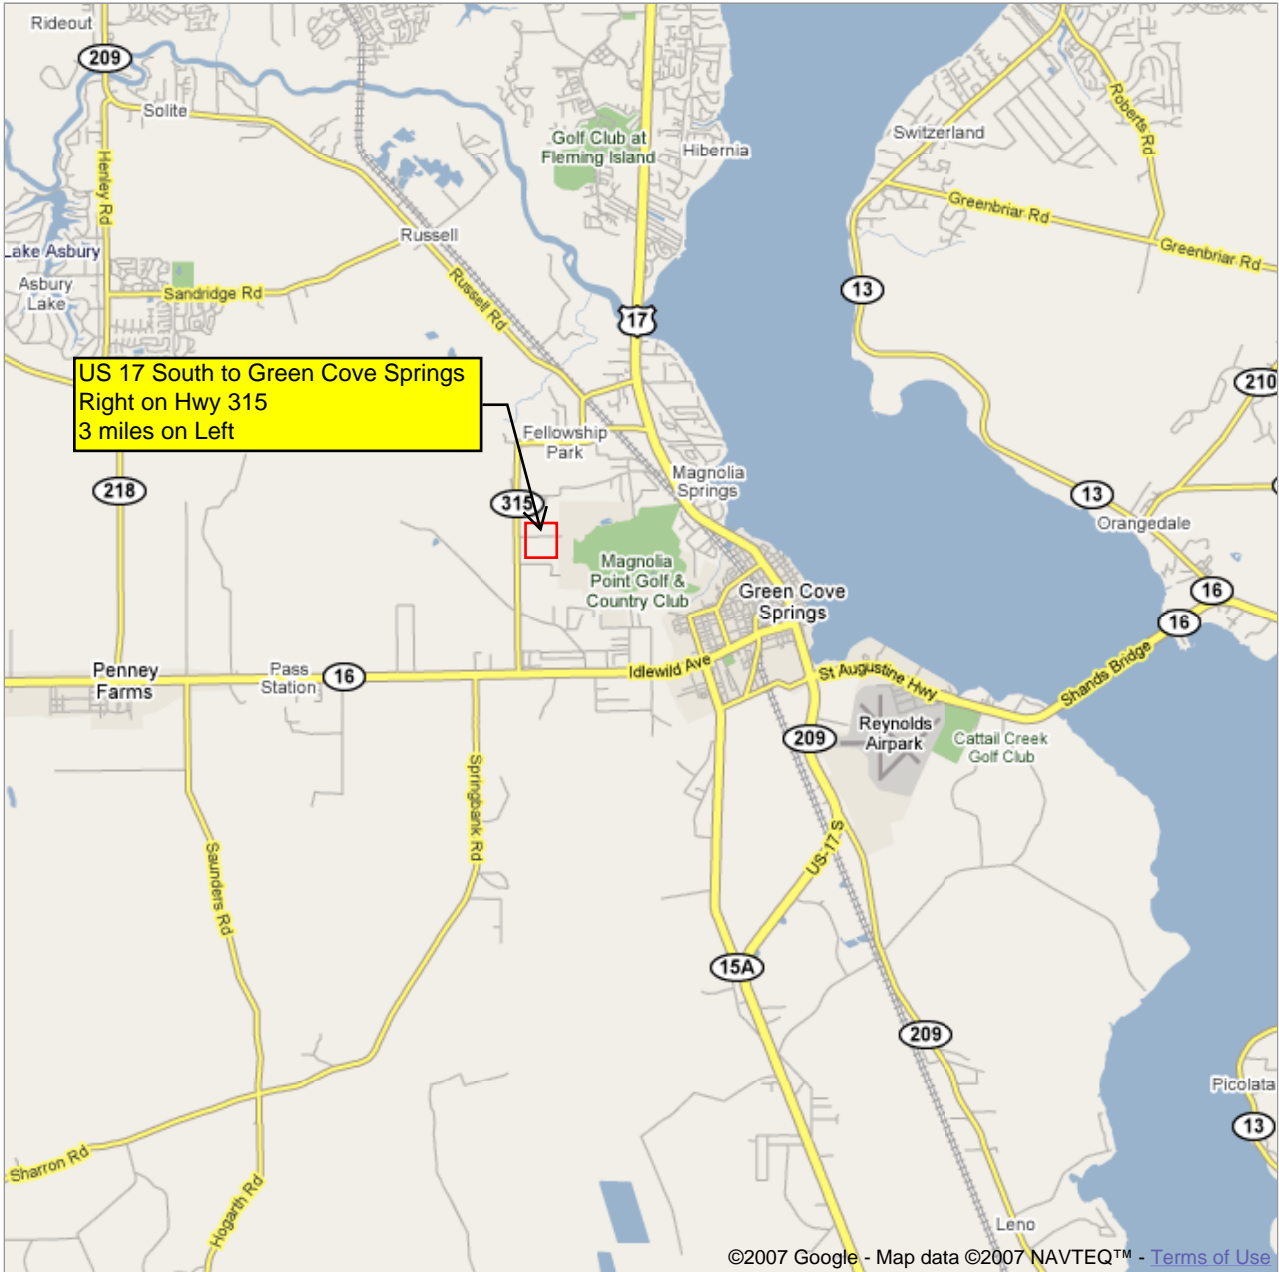 Rideout
209
Solite
Golf Club at
Fleming Island
Hibernia
Switzerland
Roberts Rd
Henley Rd
Greenbriar Rd
Greenbriar Rd
Lake Asbury
Asbury
Lake
Russell
Sandridge Rd
Russell Rd
17
13
US 17 South to Green Cove Springs
Right on Hwy 315
3 miles on Left
210
Fellowship
Park
Magnolia
Springs
218
315
13
Orangedale
Magnolia
Point Golf &
Country Club
Green Cove
Springs
16
16
Penney
Farms
Pass
Station
16
Idlewild Ave
St Augustine Hwy
Shands Bridge
209
Reynolds
Airpark
Cattail Creek
Golf Club
Springbank Rd
Saunders Rd
US-17-S
15A
209
Picolata
13
Sharron Rd
Hogarth Rd
Leno
©2007 Google - Map data ©2007 NAVTEQ™ - Terms of Use